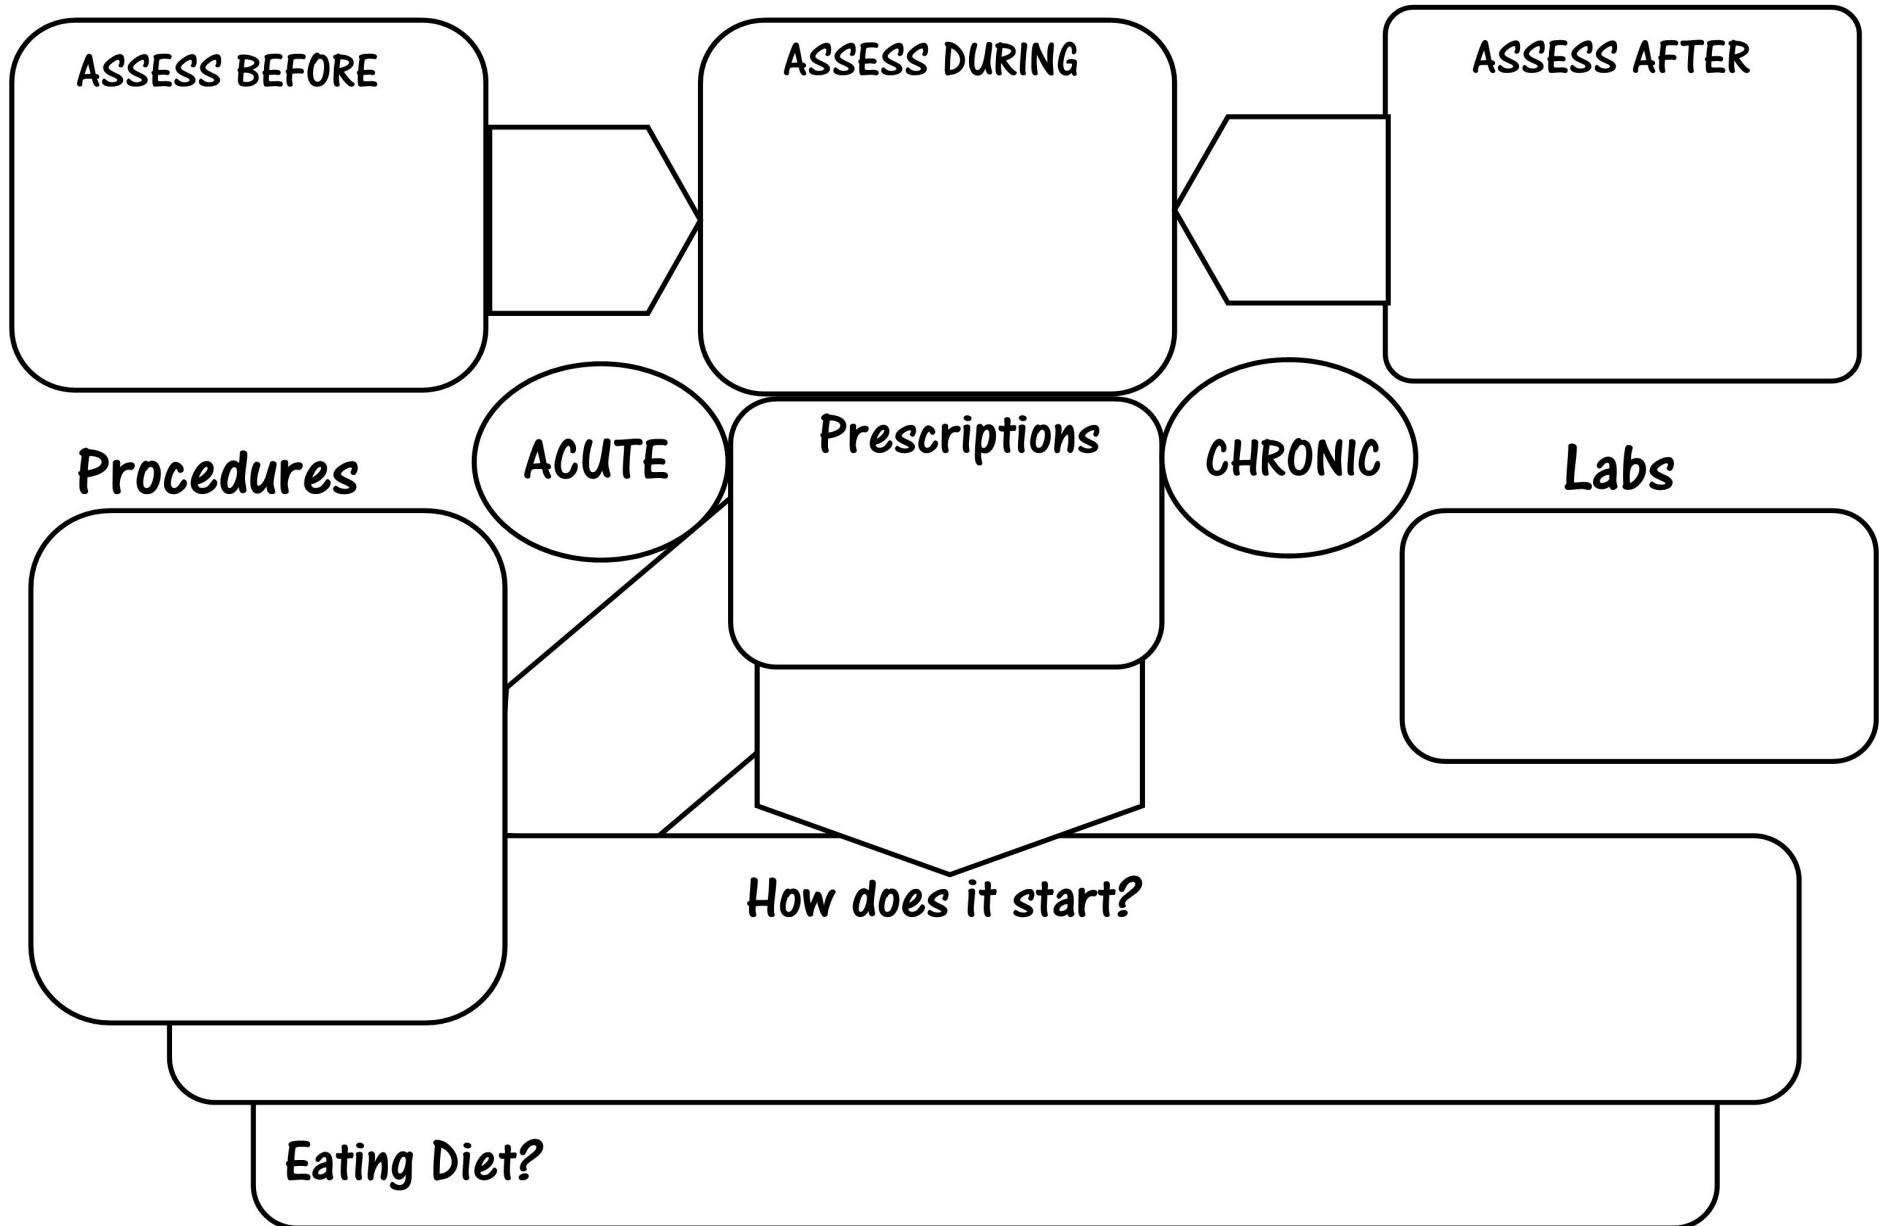 ASSESS BEFORE
ASSESS DURING
ASSESS AFTER
Procedures
ACUTE
Prescriptions
CHRONIC
Labs
How does it start?
Eating Diet?